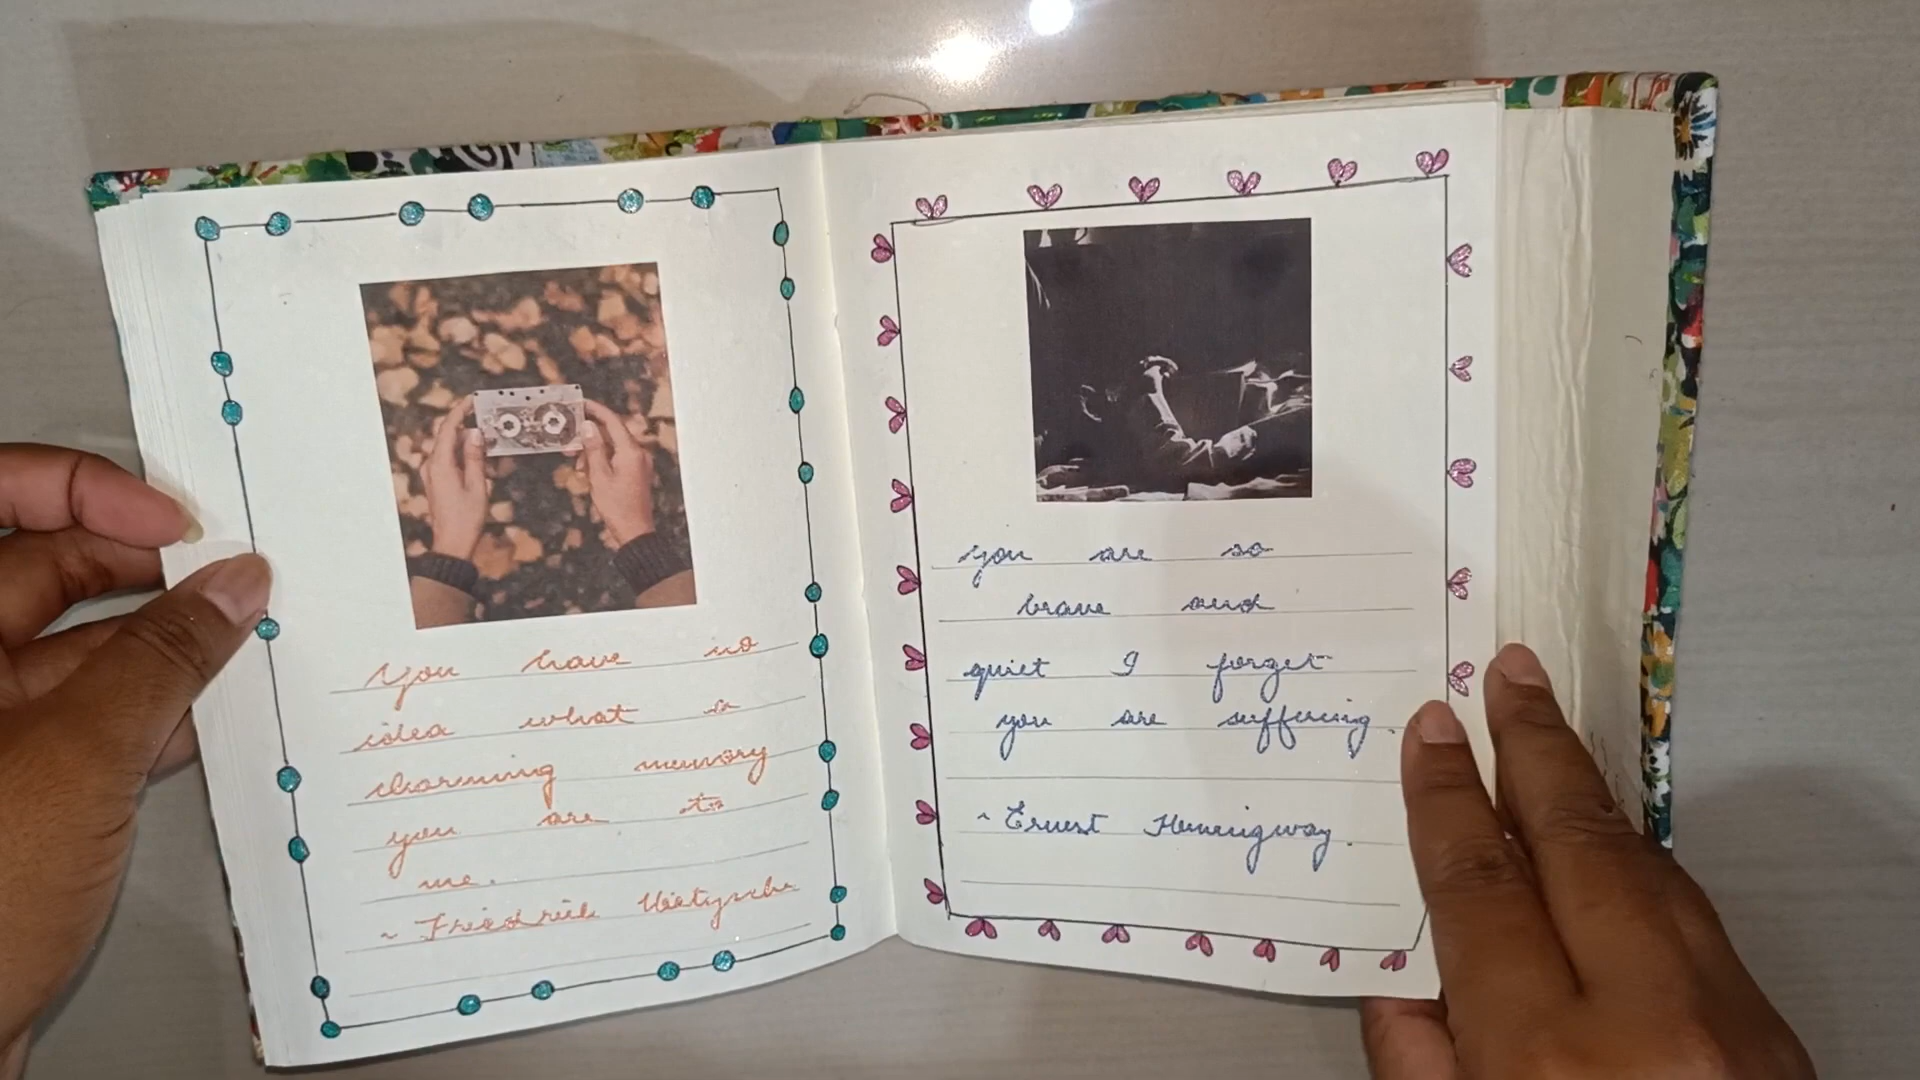 You have no
idea what a
charming memory
you are to
me.
~ Friedrich Nietzsche
you are so
brave and
quiet I forget
you are suffering.
~ Ernest Hemingway.